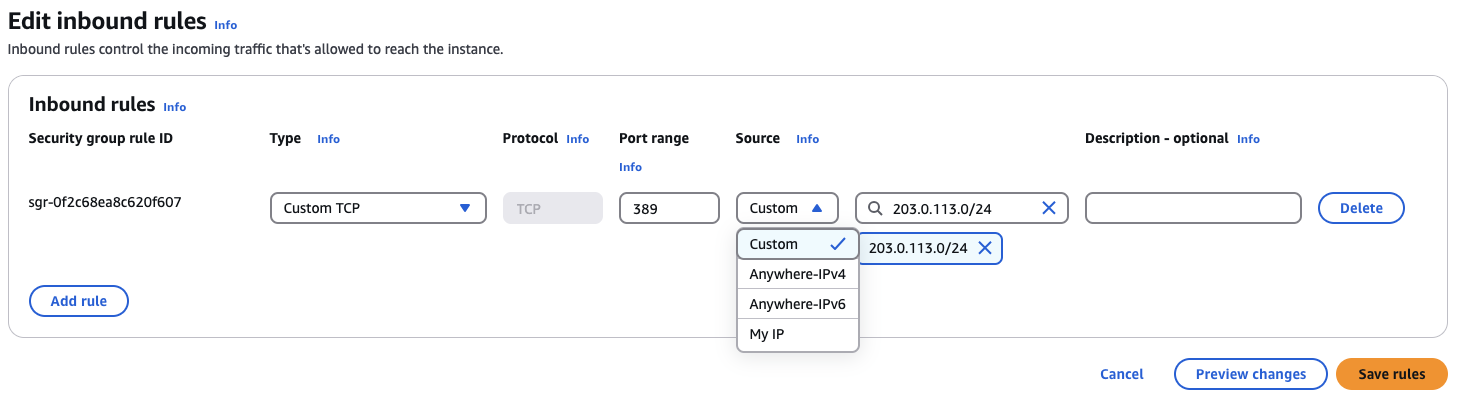 Edit inbound rules Info
Inbound rules control the incoming traffic that's allowed to reach the instance.
Inbound rules Info
Security group rule ID Type Info Protocol Info Port range Info Source Info Description - optional Info
sgr-0f2c68ea8c620f607 Custom TCP TCP 389 Custom 203.0.113.0/24 Delete
Custom 203.0.113.0/24
Anywhere-IPv4
Anywhere-IPv6
My IP
Add rule
Cancel Preview changes Save rules